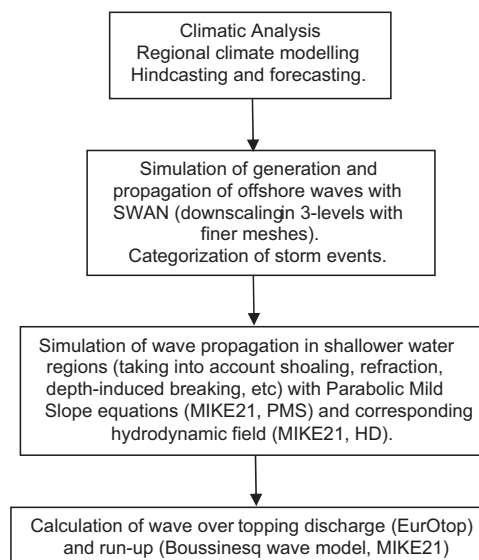 Climatic Analysis
Regional climate modelling
Hindcasting and forecasting.
Simulation of generation and
propagation of offshore waves with
SWAN (downscaling in 3-levels with
finer meshes).
Categorization of storm events.
Simulation of wave propagation in shallower water
regions (taking into account shoaling, refraction,
depth-induced breaking, etc) with Parabolic Mild
Slope equations (MIKE21, PMS) and corresponding
hydrodynamic field (MIKE21, HD).
Calculation of wave over topping discharge (EurOtop)
and run-up (Boussinesq wave model, MIKE21)